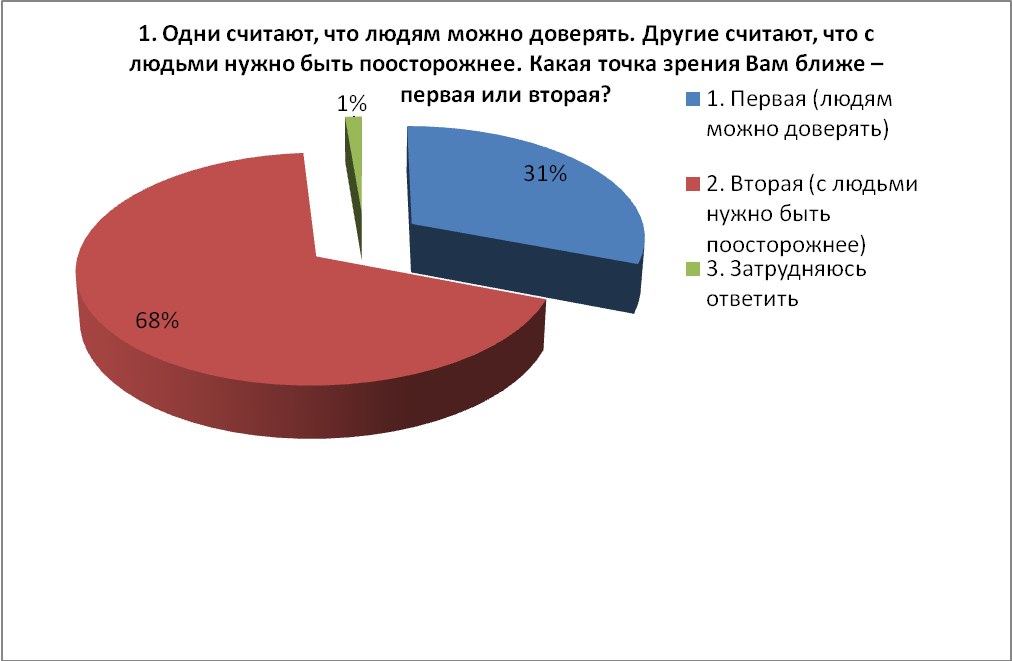 1. Одни считают, что людям можно доверять. Другие считают, что с
людьми нужно быть поосторожнее. Какая точка зрения Вам ближе –
первая или вторая?
1%
31%
68%
1. Первая (людям
можно доверять)
2. Вторая (с людьми
нужно быть
поосторожнее)
3. Затрудняюсь
ответить